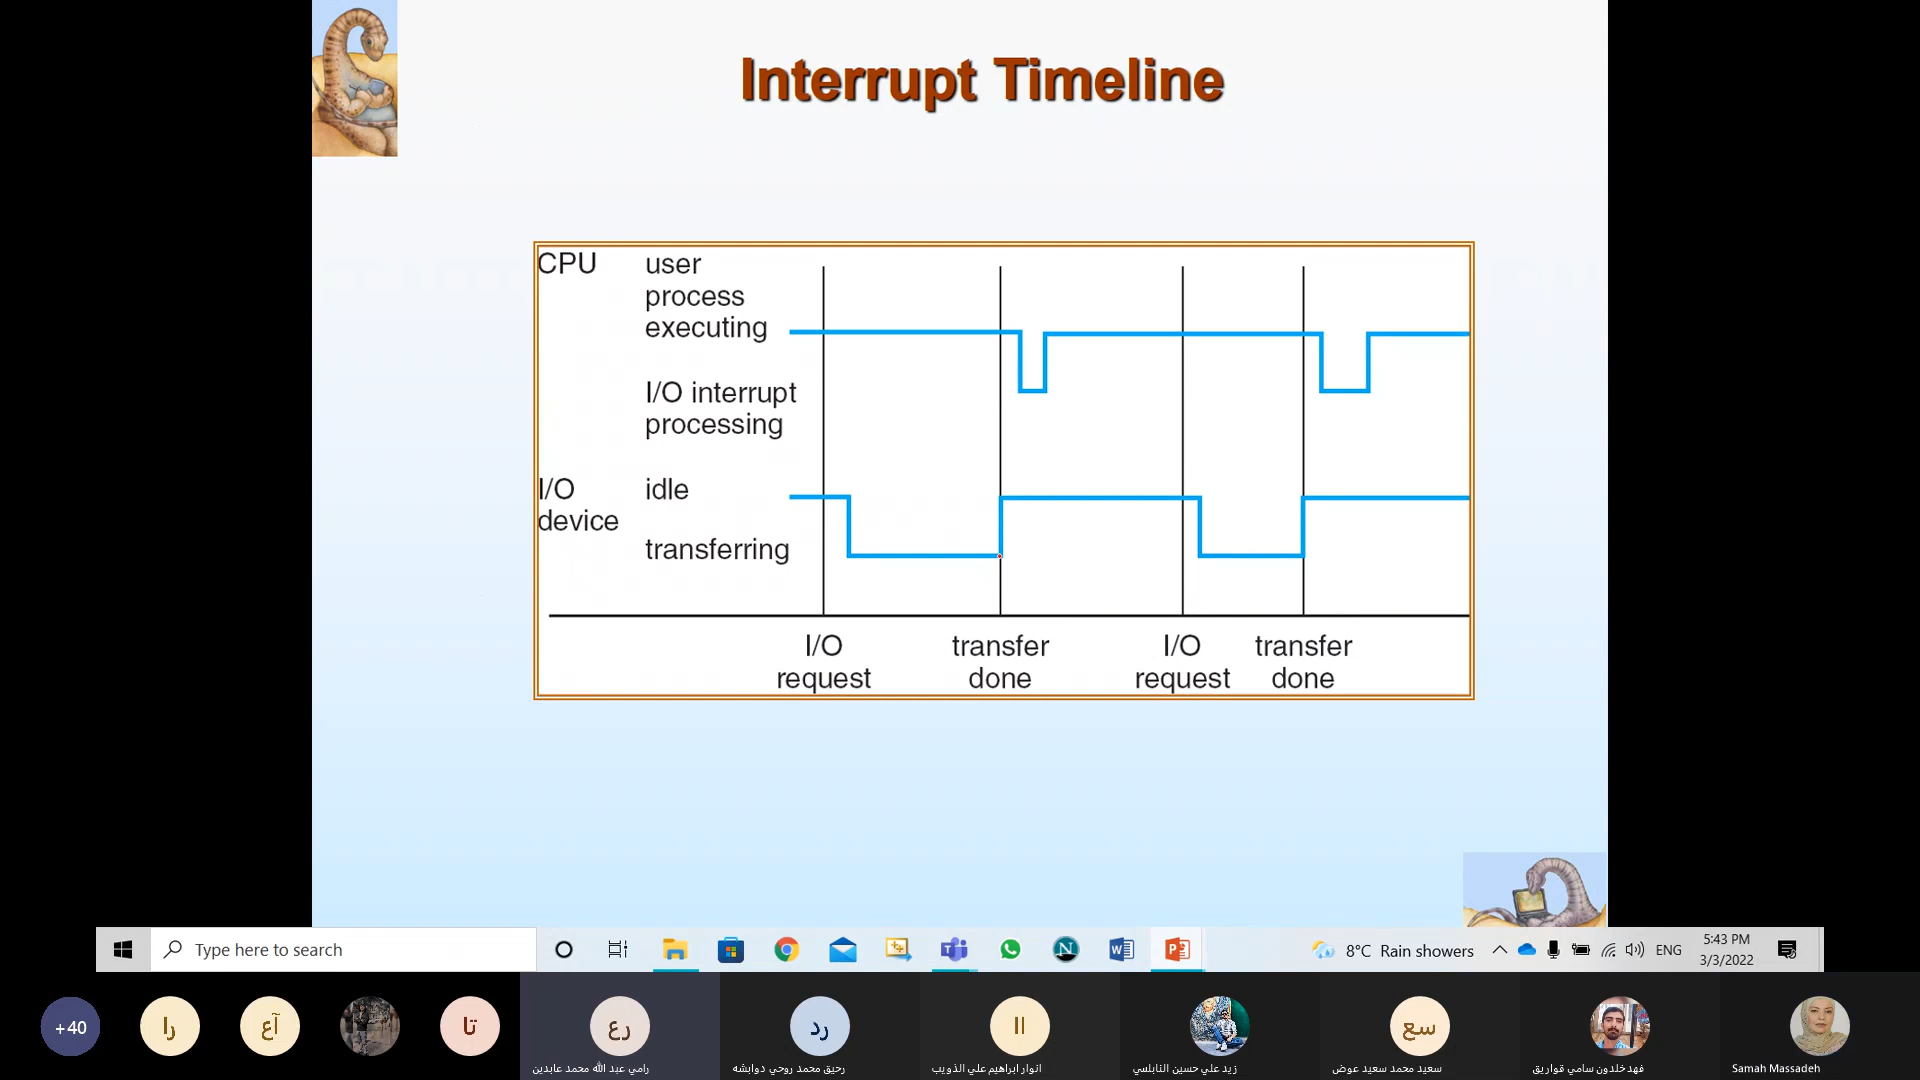 Interrupt Timeline
CPU
user
process
executing
I/O interrupt
processing
I/O
device
idle
transferring
I/O
request
transfer
done
I/O
request
transfer
done
Type here to search
8°C Rain showers
ENG
5:43 PM
3/3/2022
+40
را
آع
تا
رع
رد
اا
سع
رامي عبد الله محمد عابدين
رحيق محمد روحي دوابشه
انوار ابراهيم علي الذويب
زيد علي حسين النابلسي
سعيد محمد سعيد عوض
فهدخلدون سامي قواريق
Samah Massadeh